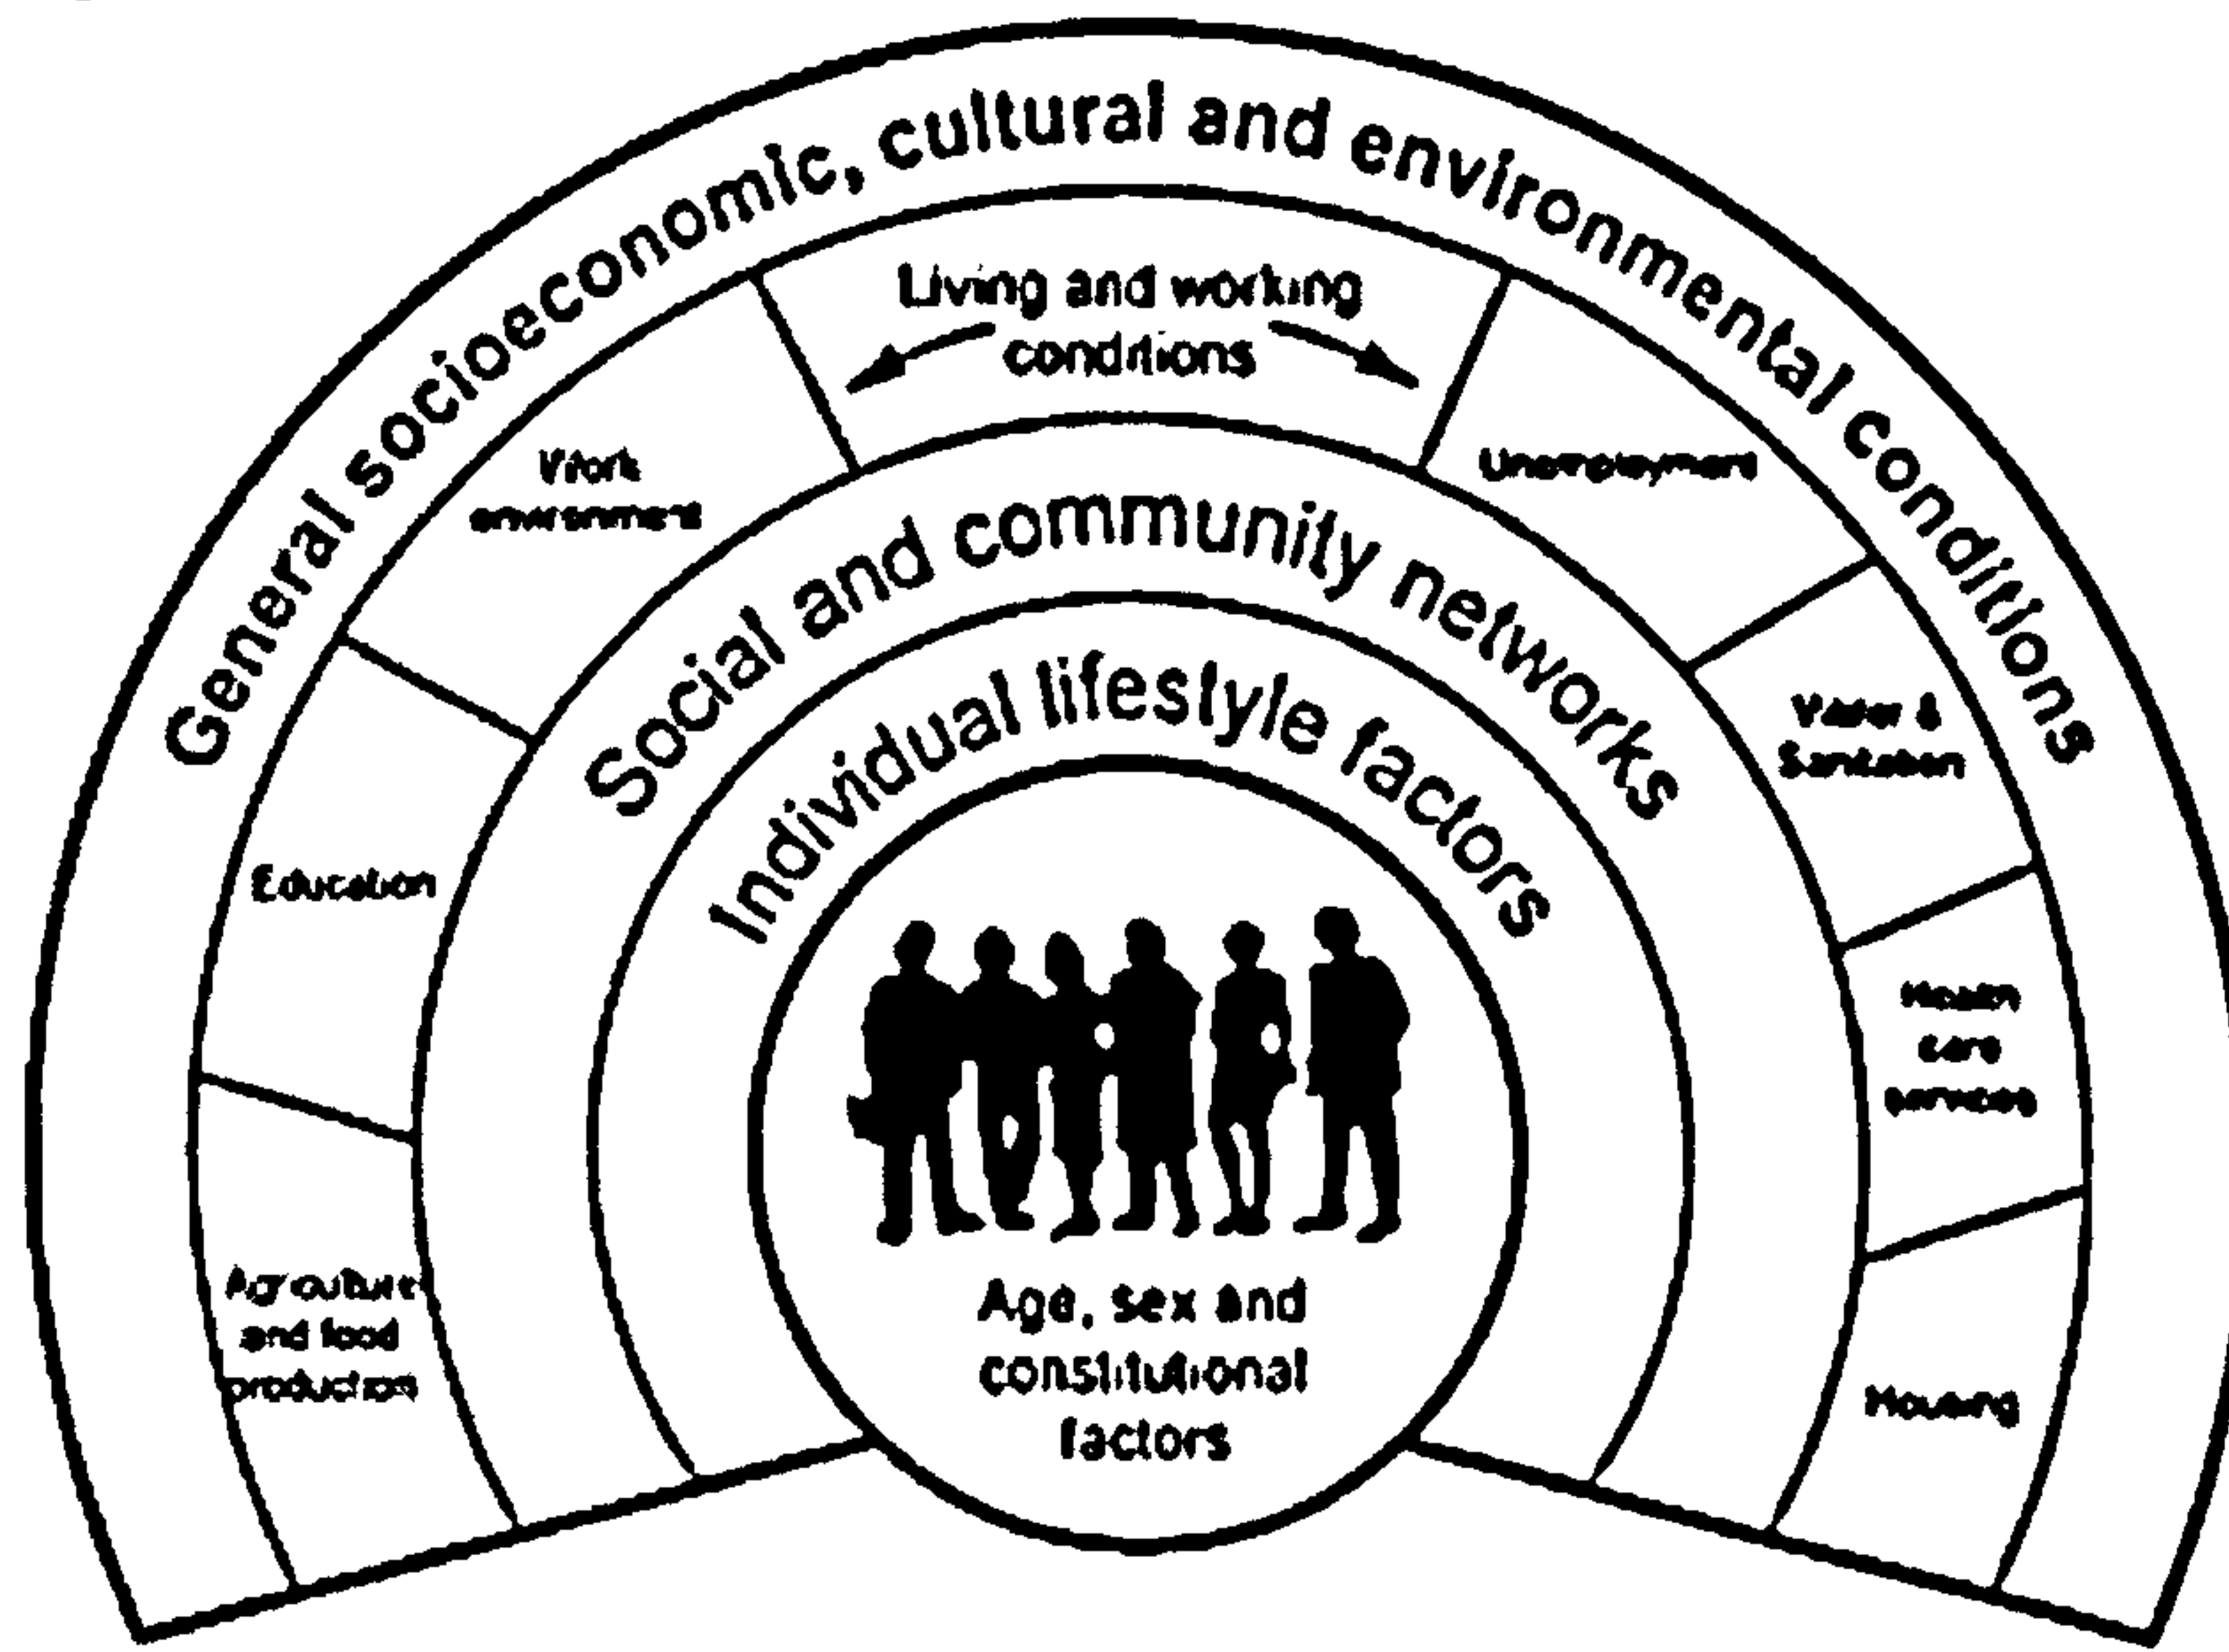 General socioeconomic, cultural and environmental conditions
Living and working
conditions
Work
environment
Unemployment
Social and community networks
Individual lifestyle factors
Water &
Sanitation
Education
Health
care
services
Agriculture
and food
production
Age, sex and
constitutional
factors
Housing